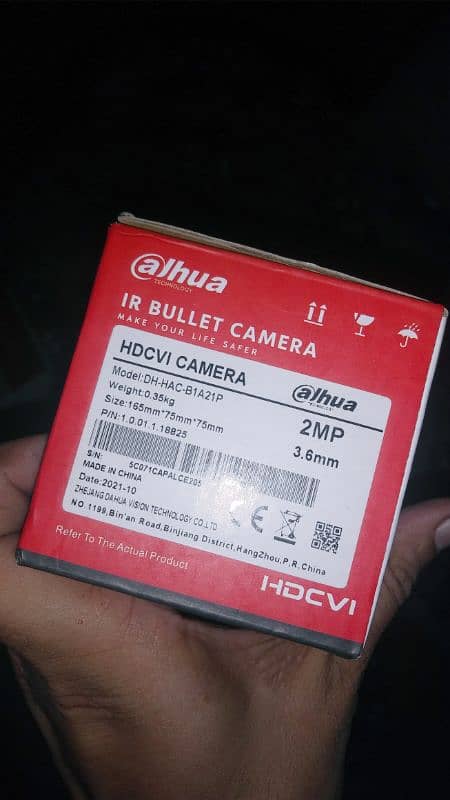 alhua
TECHNOLOGY
IR BULLET CAMERA
MAKE YOUR LIFE SAFER
HDCVI CAMERA
alhua
TECHNOLOGY
Model:DH-HAC-B1A21P
Weight:0.35kg
Size:165mm*75mm*75mm
P/N:1.0.01.1.18825
2MP
3.6mm
S/N:
5C071CAPALCE205
MADE IN CHINA
Date:2021-10
ZHEJIANG DAHUA VISION TECHNOLOGY CO.,LTD
NO.1199,Bin'an Road,Binjiang District,HangZhou,P.R,China
CE
Refer To The Actual Product
HDCVI